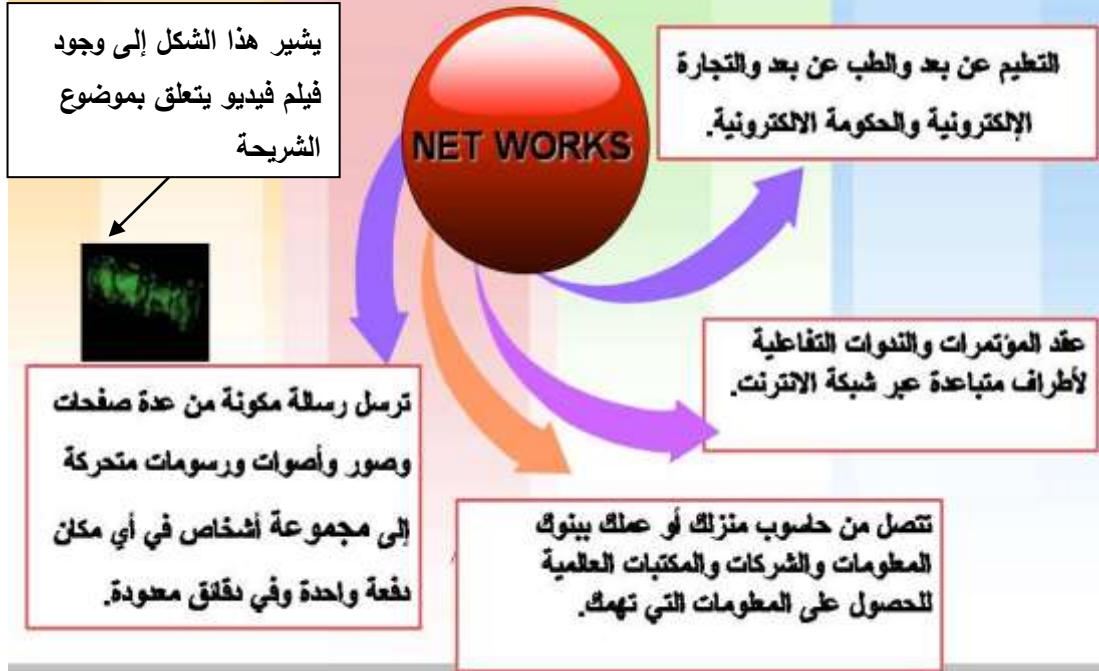 يشير هذا الشكل إلى وجود
فيلم فيديو يتعلق بموضوع
الشريحة
NET WORKS
التعليم عن بعد والطب عن بعد والتجارة
الإلكترونية والحكومة الالكترونية.
عقد المؤتمرات والندوات التفاعلية
لأطراف متباعدة عبر شبكة الانترنت.
تتصل من حاسوب منزلك أو عملك ببنوك
المعلومات والشركات والمكتبات العالمية
للحصول على المعلومات التي تهمك.
ترسل رسالة مكونة من عدة صفحات
وصور وأصوات ورسومات متحركة
إلى مجموعة أشخاص في أي مكان
دفعة واحدة وفي دقائق معدودة.